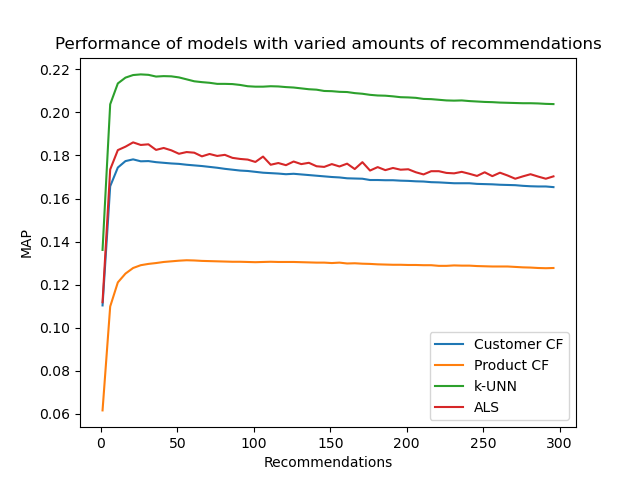 Performance of models with varied amounts of recommendations
0.22
0.20
0.18
0.16
0.14
0.12
0.10
0.08
0.06
MAP
0 50 100 150 200 250 300
Recommendations
Customer CF
Product CF
k-UNN
ALS